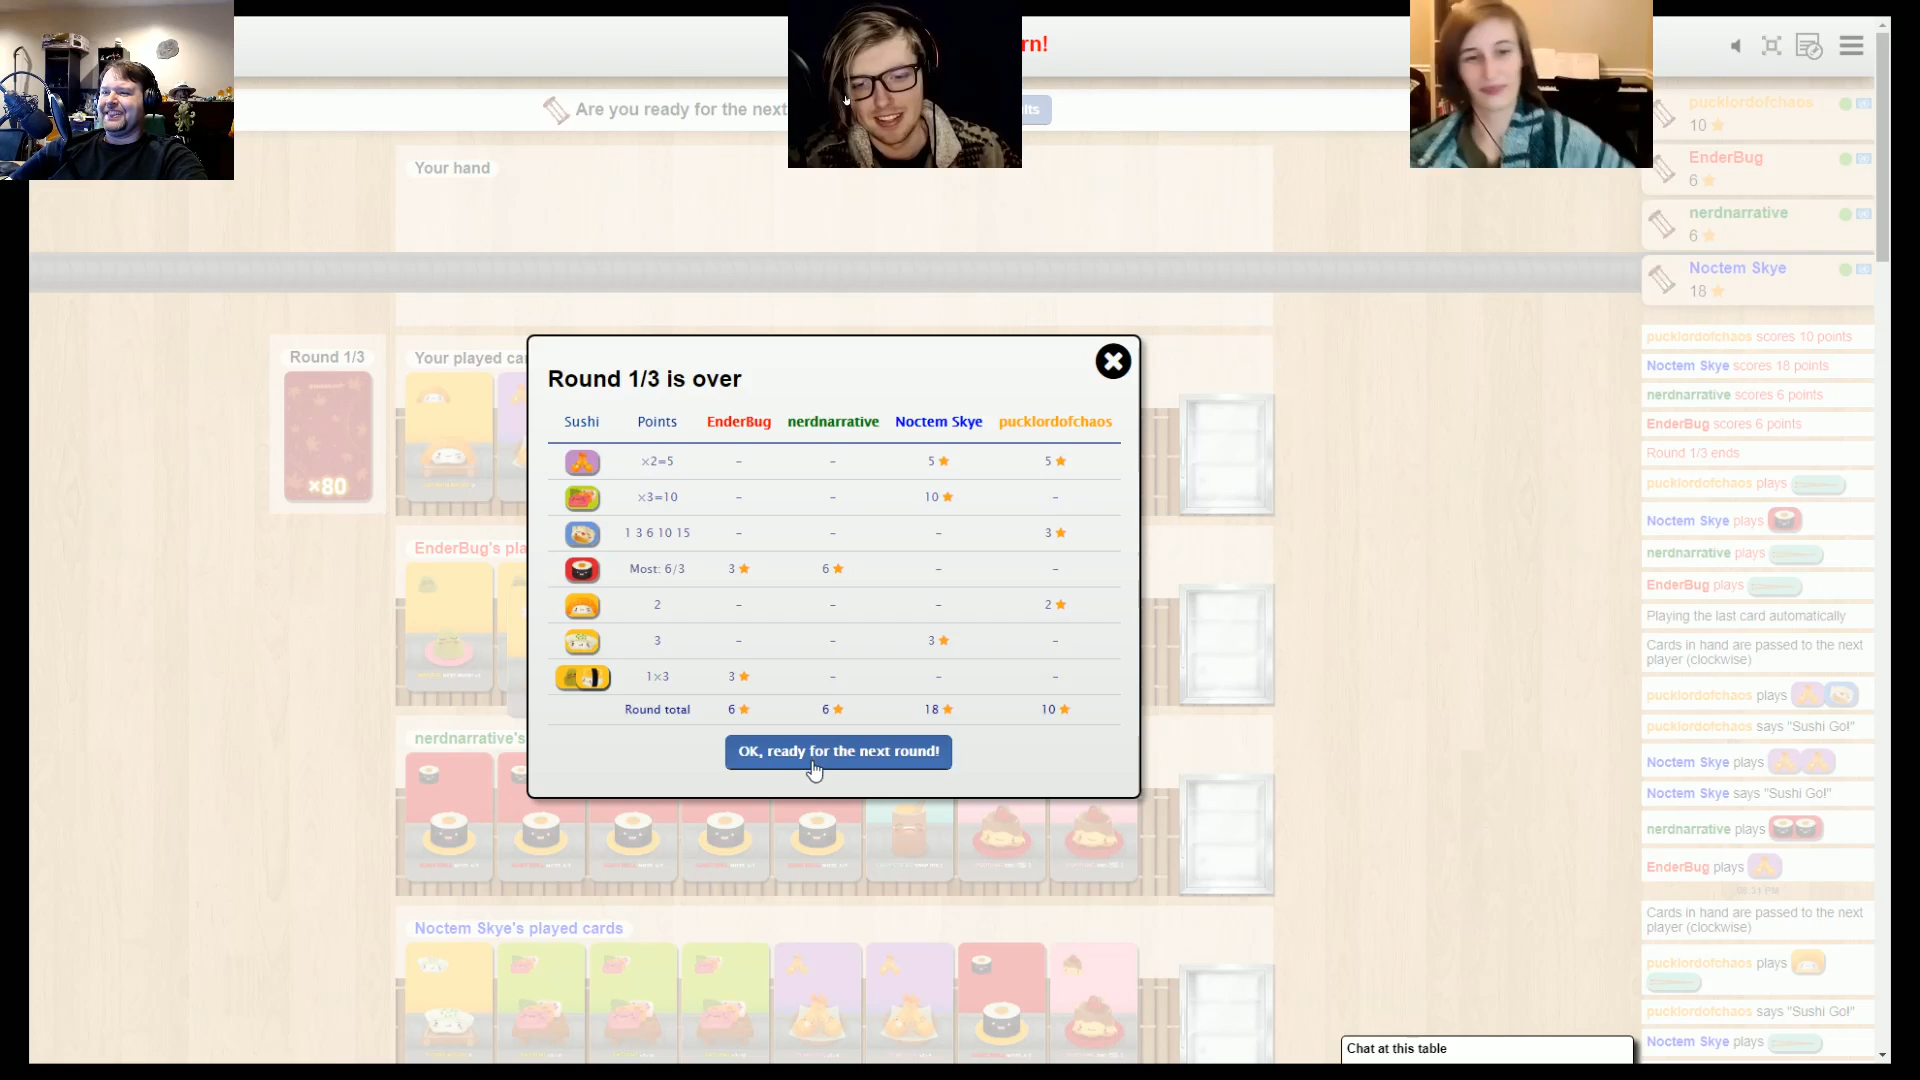 rn!
Are you ready for the next
lts
Your hand
pucklordofchaos
10
EnderBug
6
nerdnarrative
6
Noctem Skye
18
Round 1/3
×80
Your played ca
EnderBug's pla
nerdnarrative's
Noctem Skye's played cards
Round 1/3 is over
Sushi Points EnderBug nerdnarrative Noctem Skye pucklordofchaos
×2=5 – – 5 5
×3=10 – – 10 –
1 3 6 10 15 – – – 3
Most: 6/3 3 6 – –
2 – – – 2
3 – – 3 –
1×3 3 – – –
Round total 6 6 18 10
OK, ready for the next round!
pucklordofchaos scores 10 points
Noctem Skye scores 18 points
nerdnarrative scores 6 points
EnderBug scores 6 points
Round 1/3 ends
pucklordofchaos plays
Noctem Skye plays
nerdnarrative plays
EnderBug plays
Playing the last card automatically
Cards in hand are passed to the next
player (clockwise)
pucklordofchaos plays
pucklordofchaos says "Sushi Go!"
Noctem Skye plays
Noctem Skye says "Sushi Go!"
nerdnarrative plays
EnderBug plays
08:31 PM
Cards in hand are passed to the next
player (clockwise)
pucklordofchaos plays
pucklordofchaos says "Sushi Go!"
Noctem Skye plays
Chat at this table